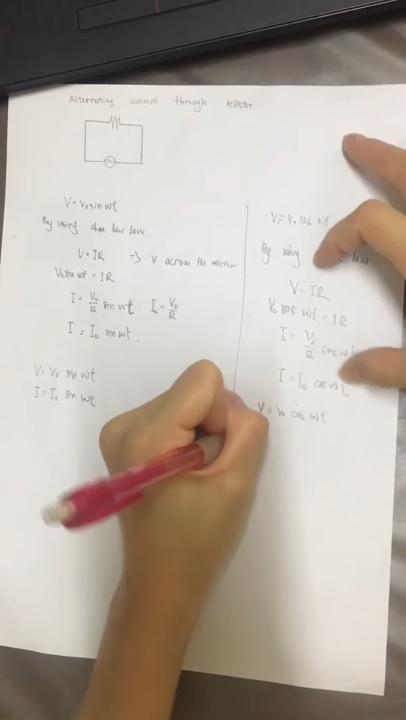 Alternating current through resistor
V = V₀ sin wt
By using ohm law law.
V = IR => V across the resistor
V₀ sin wt = IR
I = V₀/R sin wt I₀ = V₀/R
I = I₀ sin wt.
V = V₀ sin wt
I = I₀ sin wt.
V = V₀ cos wt
By using law
V = IR
V₀ cos wt = IR
I = V₀/R cos wt
I = I₀ cos wt
V = V₀ cos wt